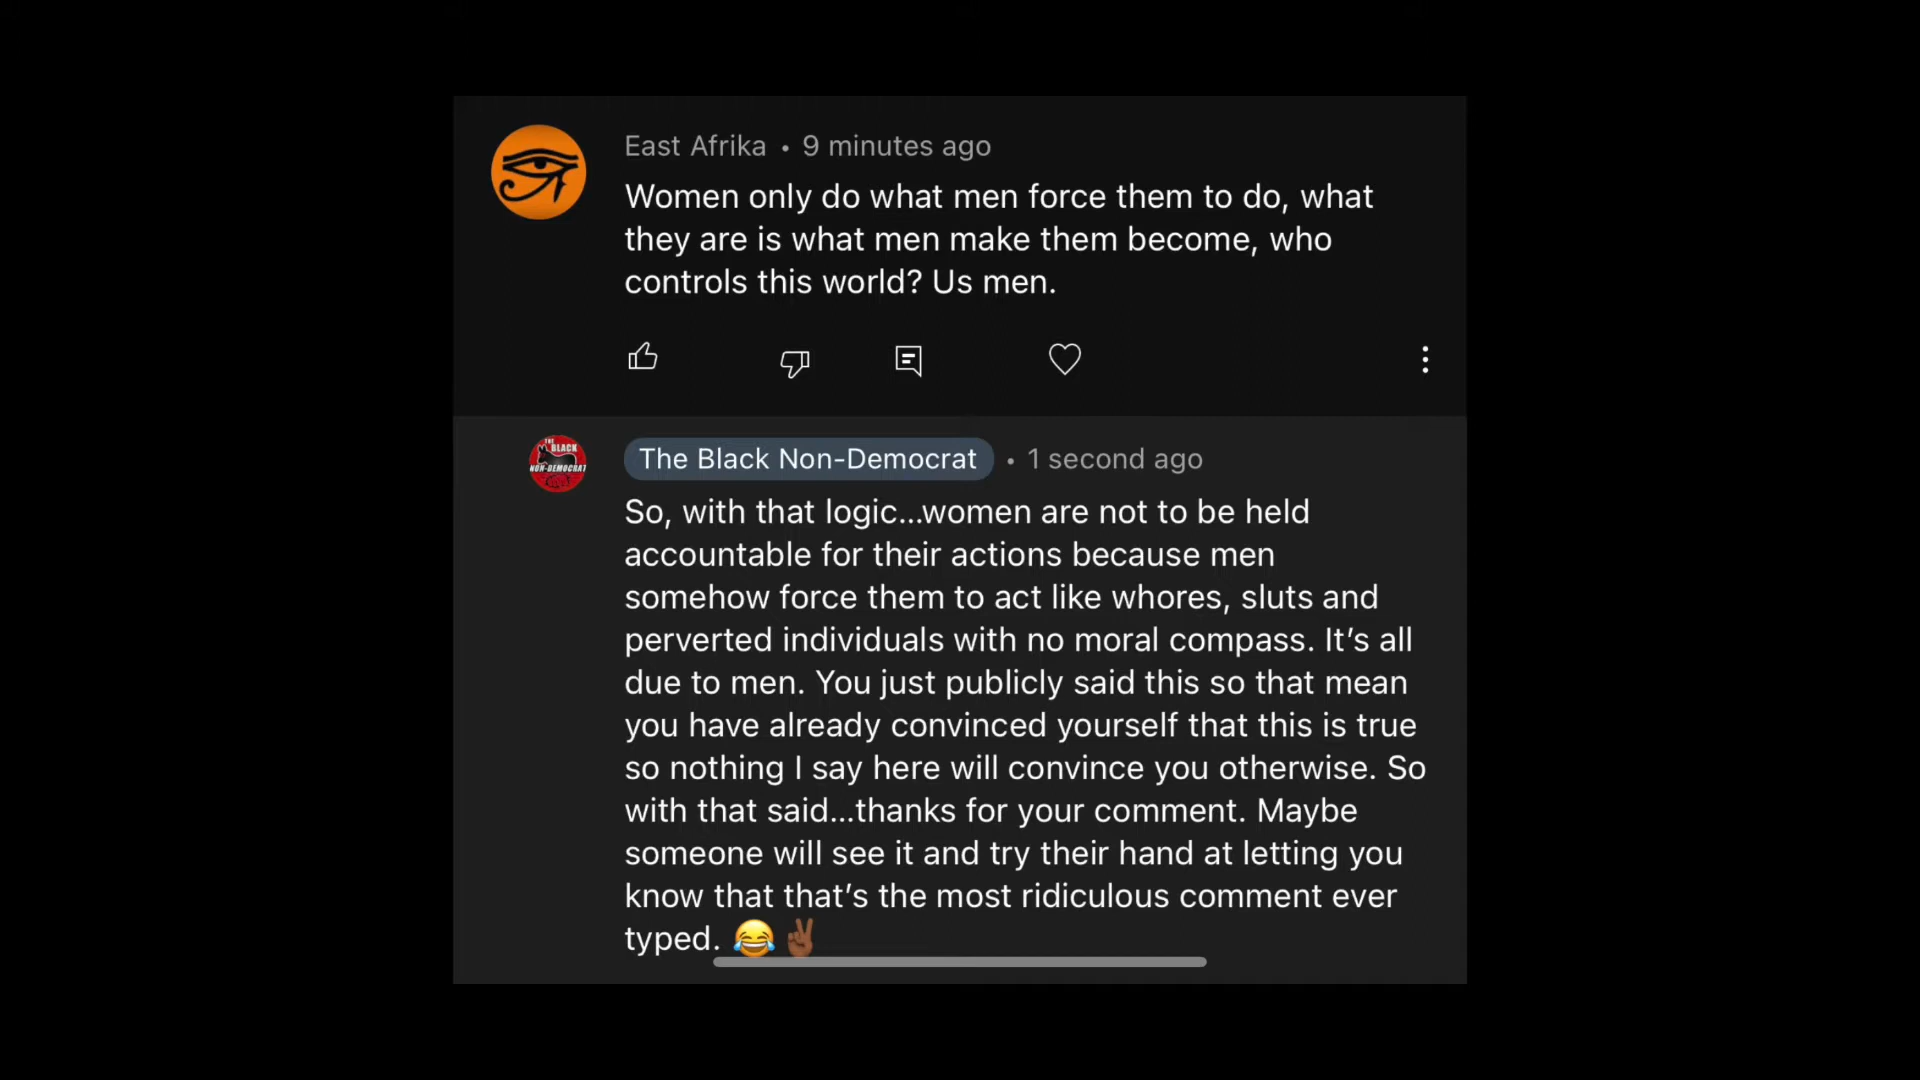 East Afrika • 9 minutes ago
Women only do what men force them to do, what
they are is what men make them become, who
controls this world? Us men.
THE
BLACK
NON-DEMOCRAT
The Black Non-Democrat • 1 second ago
So, with that logic...women are not to be held
accountable for their actions because men
somehow force them to act like whores, sluts and
perverted individuals with no moral compass. It’s all
due to men. You just publicly said this so that mean
you have already convinced yourself that this is true
so nothing I say here will convince you otherwise. So
with that said...thanks for your comment. Maybe
someone will see it and try their hand at letting you
know that that’s the most ridiculous comment ever
typed. 😂✌🏾